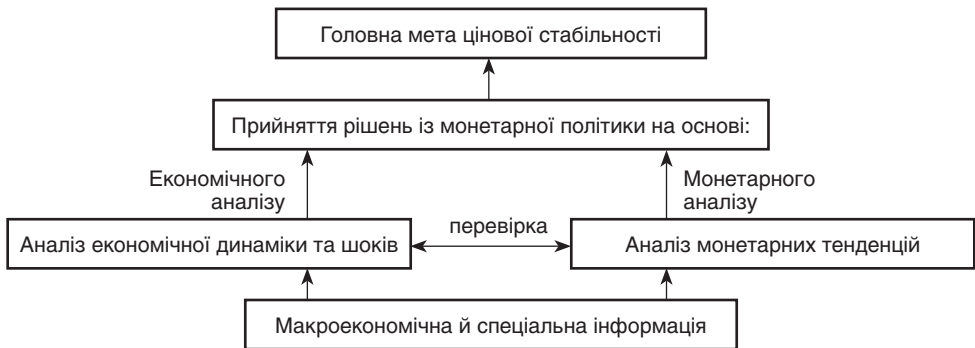 Головна мета цінової стабільності
Прийняття рішень із монетарної політики на основі:
Економічного
аналізу
Монетарного
аналізу
Аналіз економічної динаміки та шоків
перевірка
Аналіз монетарних тенденцій
Макроекономічна й спеціальна інформація